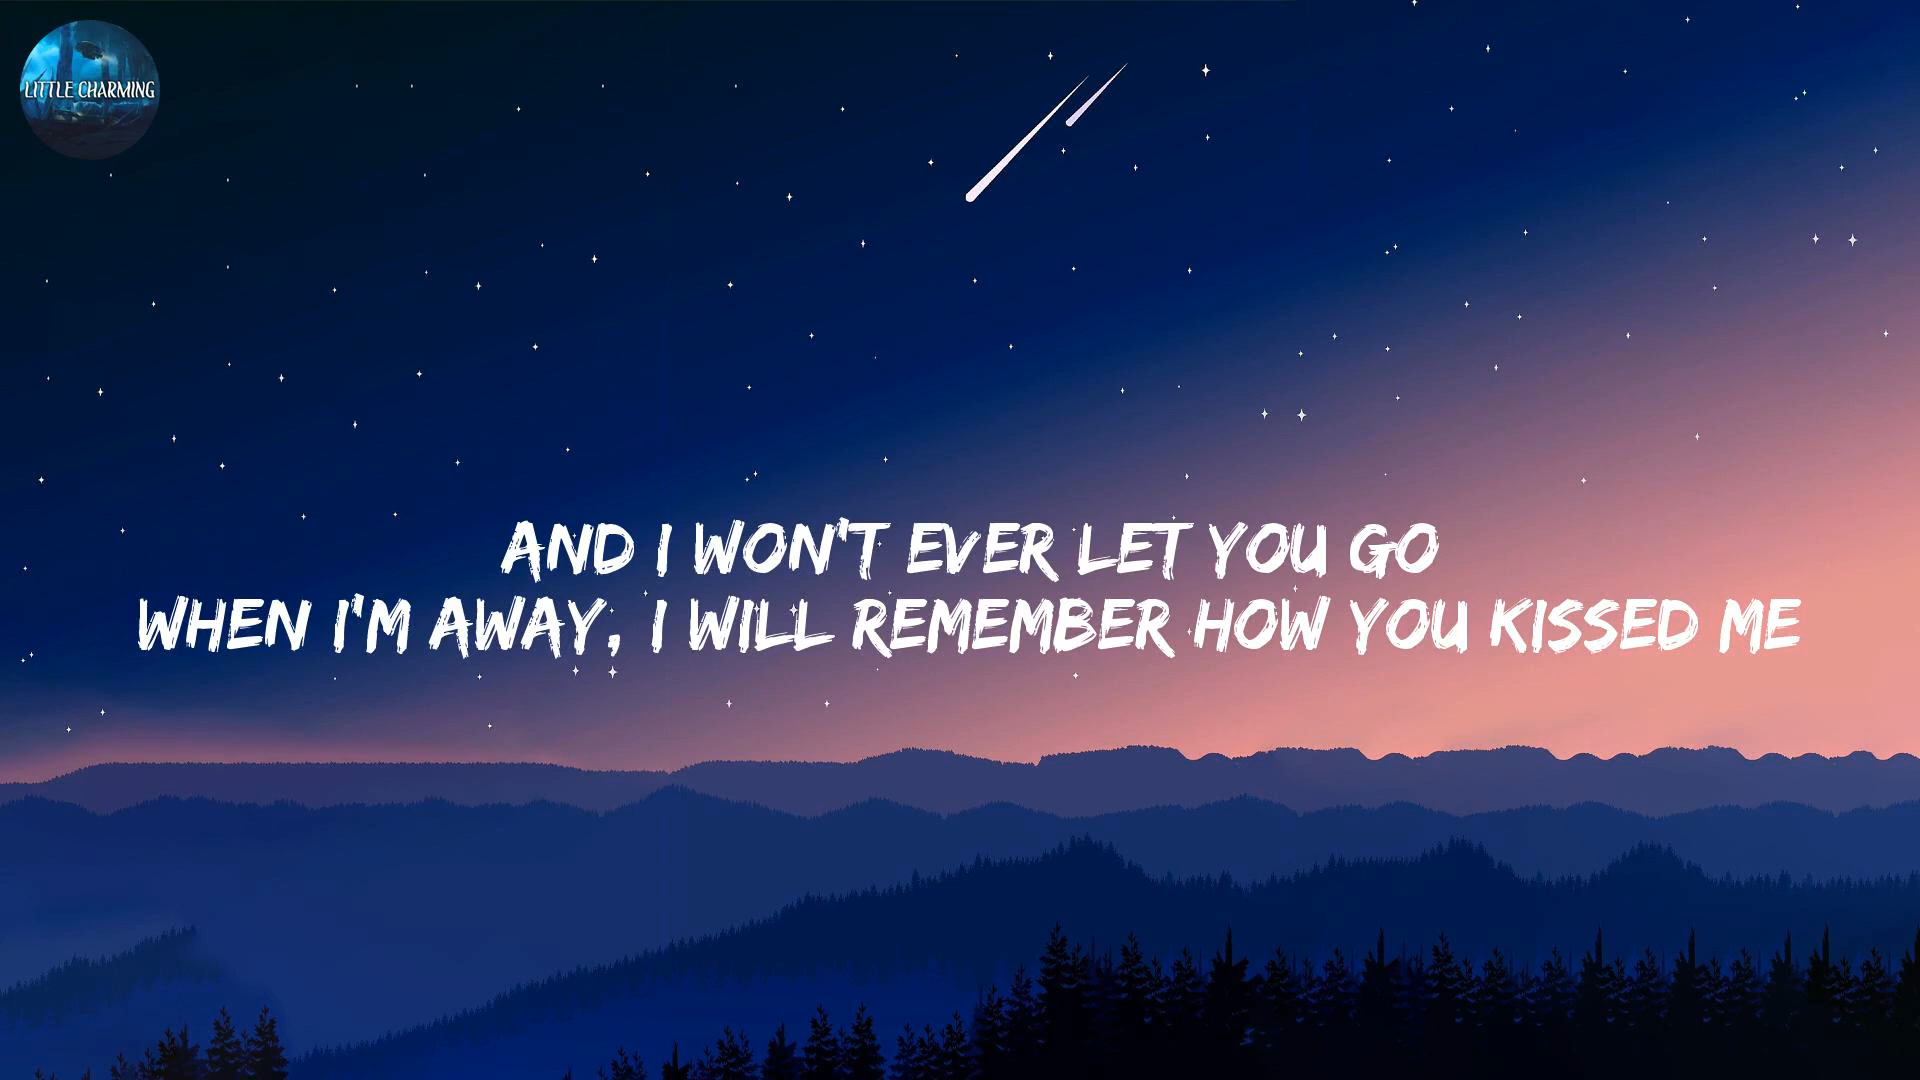 LITTLE CHARMING
AND I WON'T EVER LET YOU GO
WHEN I'M AWAY, I WILL REMEMBER HOW YOU KISSED ME